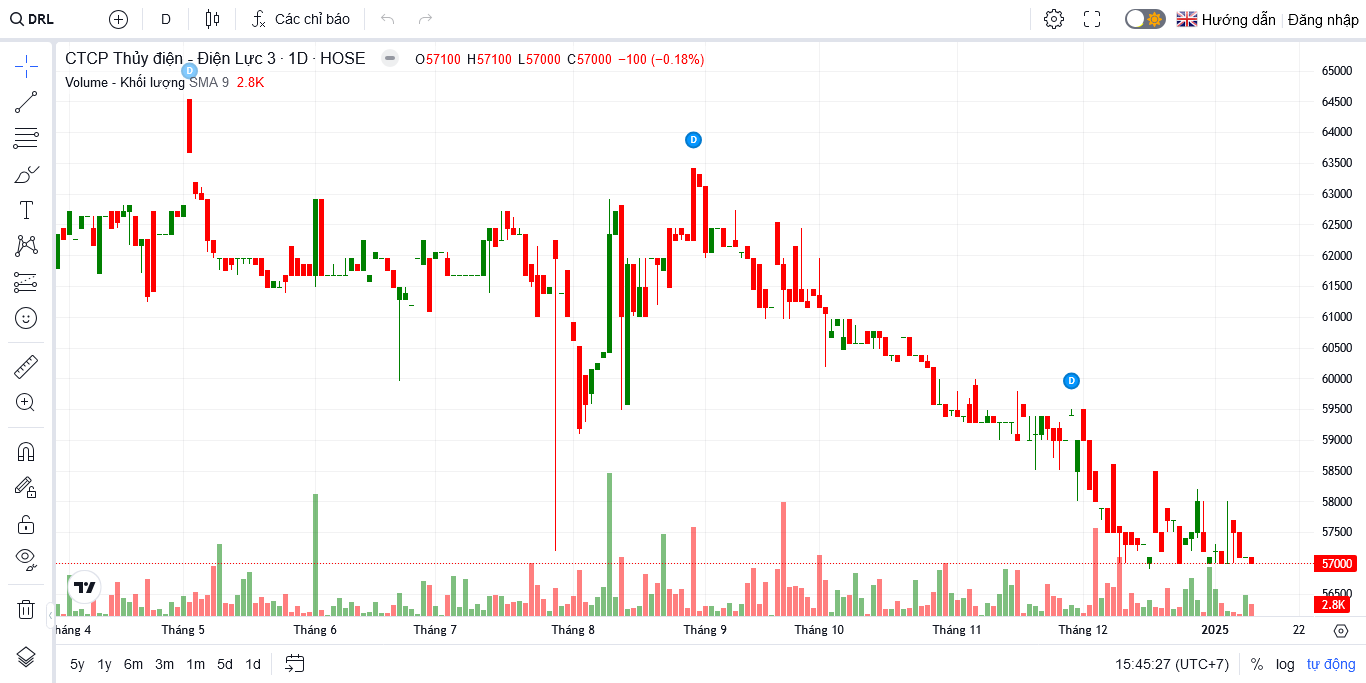 DRL
D
Các chỉ báo
Hướng dẫn
Đăng nhập
CTCP Thủy điện - Điện Lực 3 · 1D · HOSE
O57100 H57100 L57000 C57000 −100 (−0.18%)
D
Volume - Khối lượng SMA 9 2.8K
D
D
65000
64500
64000
63500
63000
62500
62000
61500
61000
60500
60000
59500
59000
58500
58000
57500
57000
56500
2.8K
háng 4
Tháng 5
Tháng 6
Tháng 7
Tháng 8
Tháng 9
Tháng 10
Tháng 11
Tháng 12
2025
22
5y 1y 6m 3m 1m 5d 1d
15:45:27 (UTC+7)
% log tự động